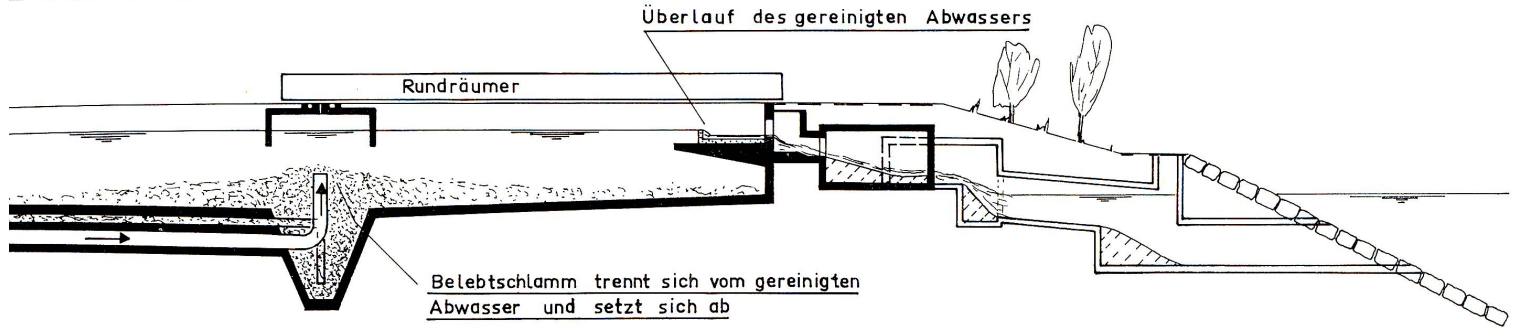 Überlauf des gereinigten Abwassers
Rundräumer
Belebtschlamm trennt sich vom gereinigten
Abwasser und setzt sich ab